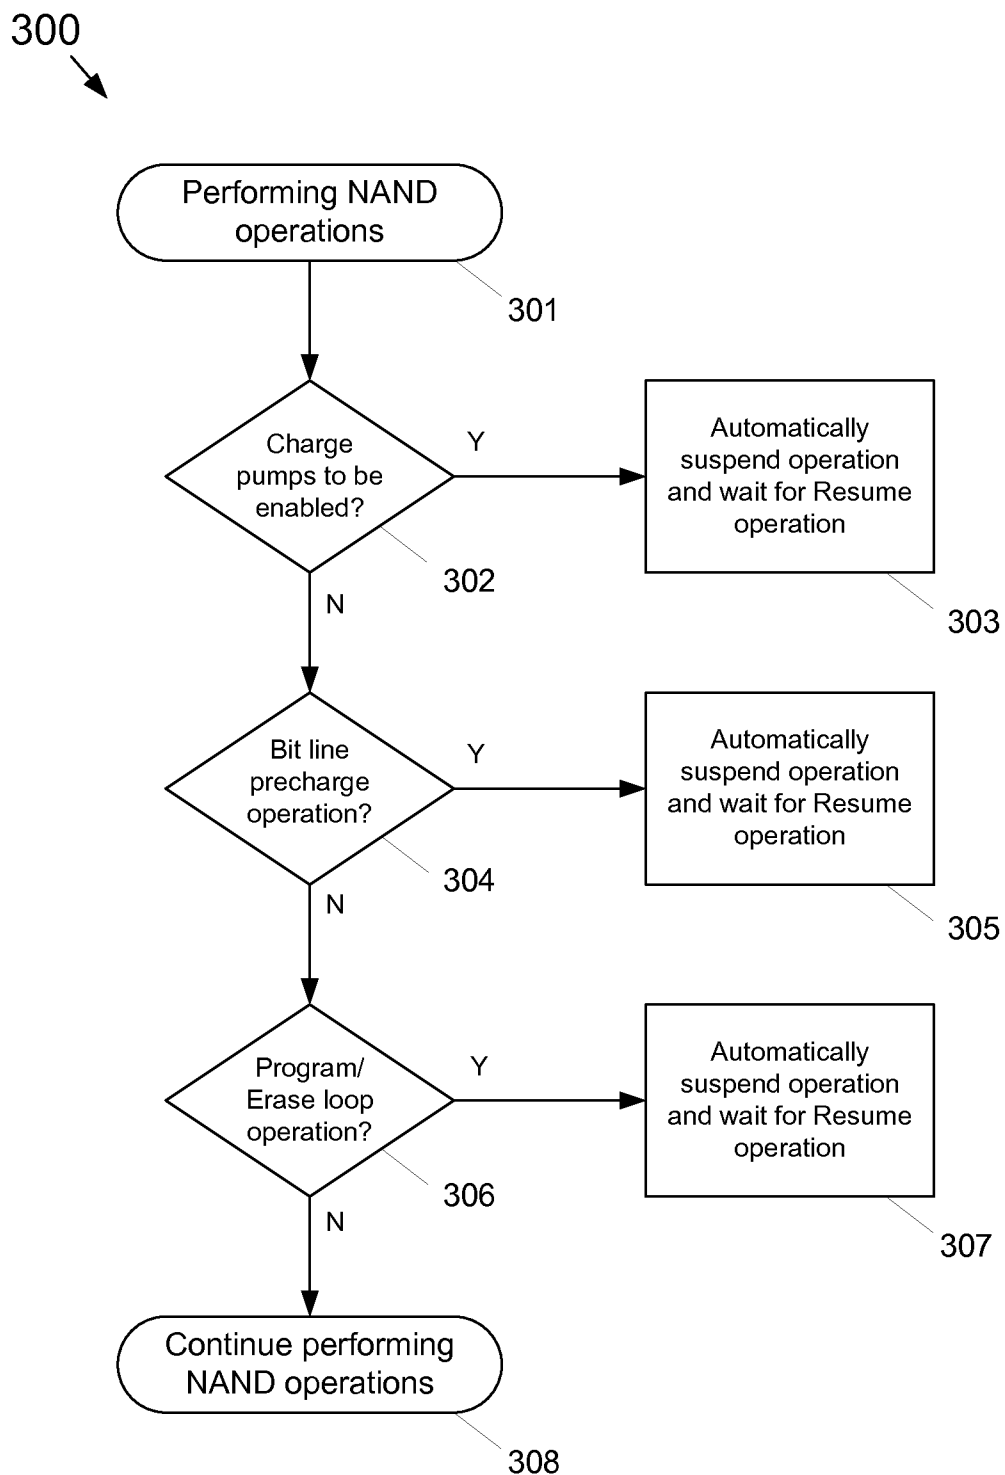 300
Performing NAND
operations
301
Charge
pumps to be
enabled?
Y
302
N
Automatically
suspend operation
and wait for Resume
operation
303
Bit line
precharge
operation?
Y
304
N
Automatically
suspend operation
and wait for Resume
operation
305
Program/
Erase loop
operation?
Y
306
N
Automatically
suspend operation
and wait for Resume
operation
307
Continue performing
NAND operations
308